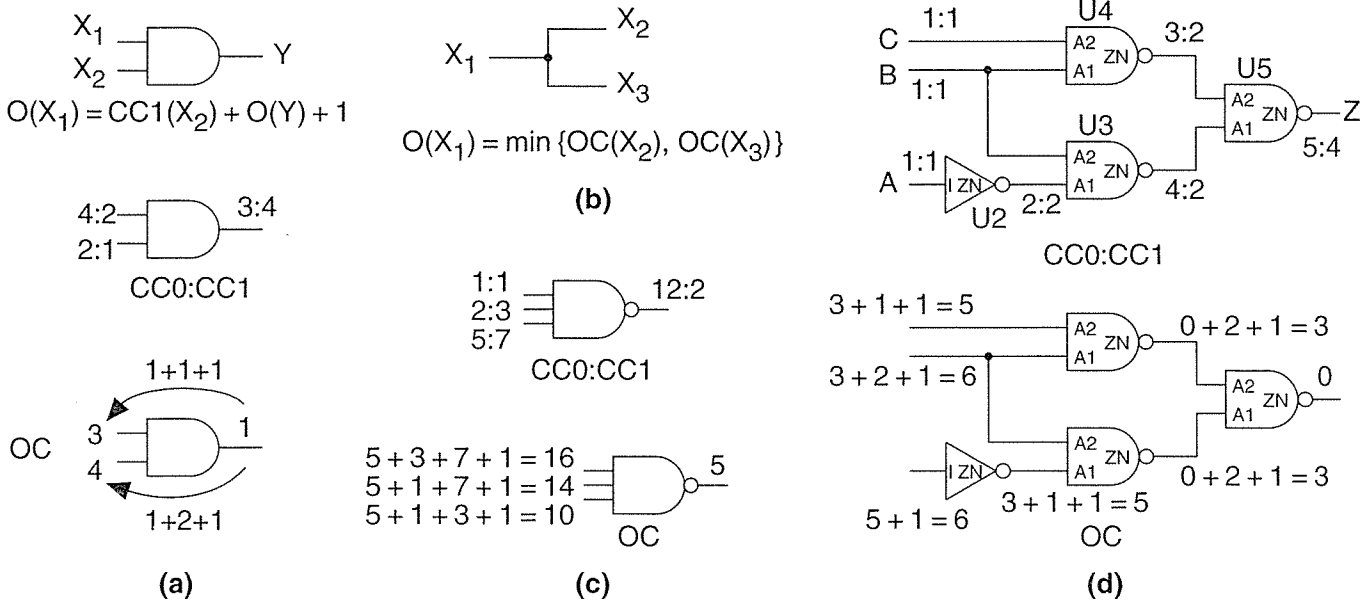 X1
X2
Y
O(X1) = CC1(X2) + O(Y) + 1
4:2
2:1
3:4
CC0:CC1
1+1+1
OC
3
4
1
1+2+1
(a)
X1
X2
X3
O(X1) = min {OC(X2), OC(X3)}
(b)
1:1
2:3
5:7
12:2
CC0:CC1
5 + 3 + 7 + 1 = 16
5 + 1 + 7 + 1 = 14
5 + 1 + 3 + 1 = 10
5
OC
(c)
U4
1:1
C
A2
ZN
3:2
B
A1
1:1
U5
A2
ZN
Z
A1
5:4
U3
A2
ZN
1:1
A
I ZN
A1
2:2
4:2
U2
CC0:CC1
3 + 1 + 1 = 5
A2
ZN
0 + 2 + 1 = 3
A1
3 + 2 + 1 = 6
A2
ZN
0
A1
A2
ZN
I ZN
A1
0 + 2 + 1 = 3
3 + 1 + 1 = 5
5 + 1 = 6
OC
(d)